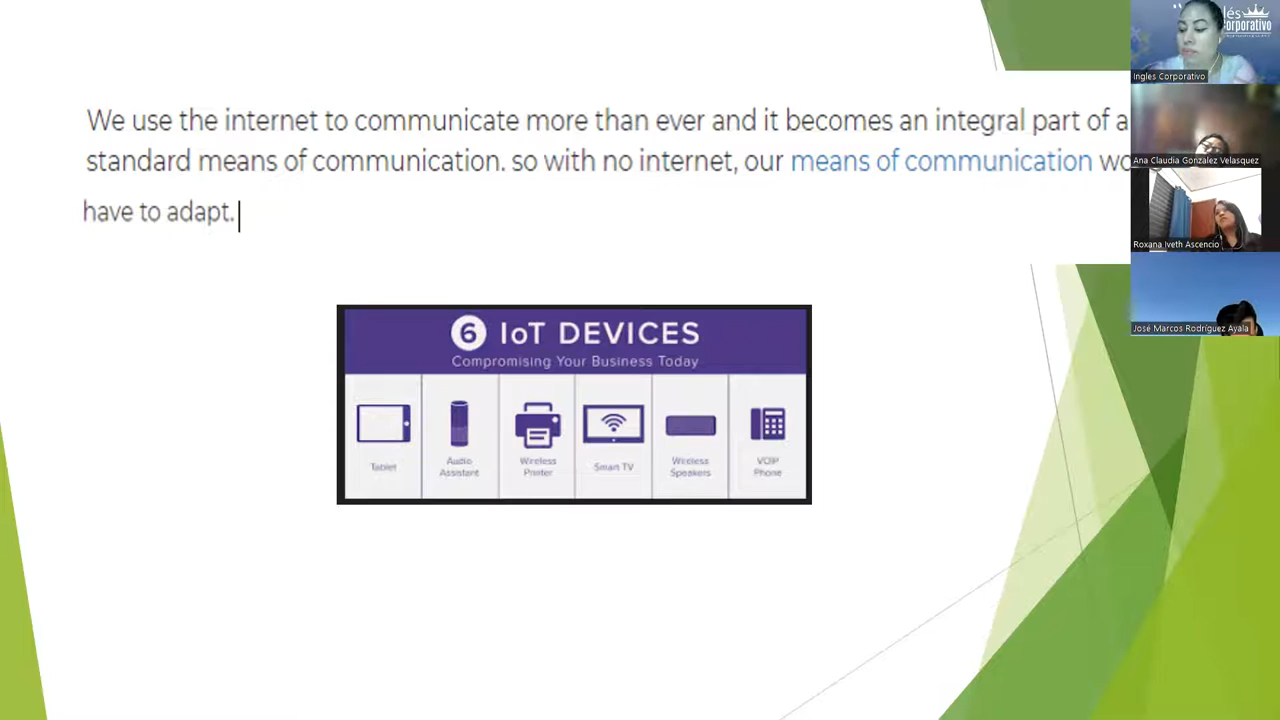 We use the internet to communicate more than ever and it becomes an integral part of a
standard means of communication. so with no internet, our means of communication
have to adapt.
6 IoT DEVICES
Compromising Your Business Today
Tablet
Audio
Assistant
Wireless
Printer
Smart TV
Wireless
Speakers
VOIP
Phone
Ingles Corporativo
Ana Claudia Gonzalez Velasquez
Roxana Iveth Ascencio
José Marcos Rodríguez Ayala